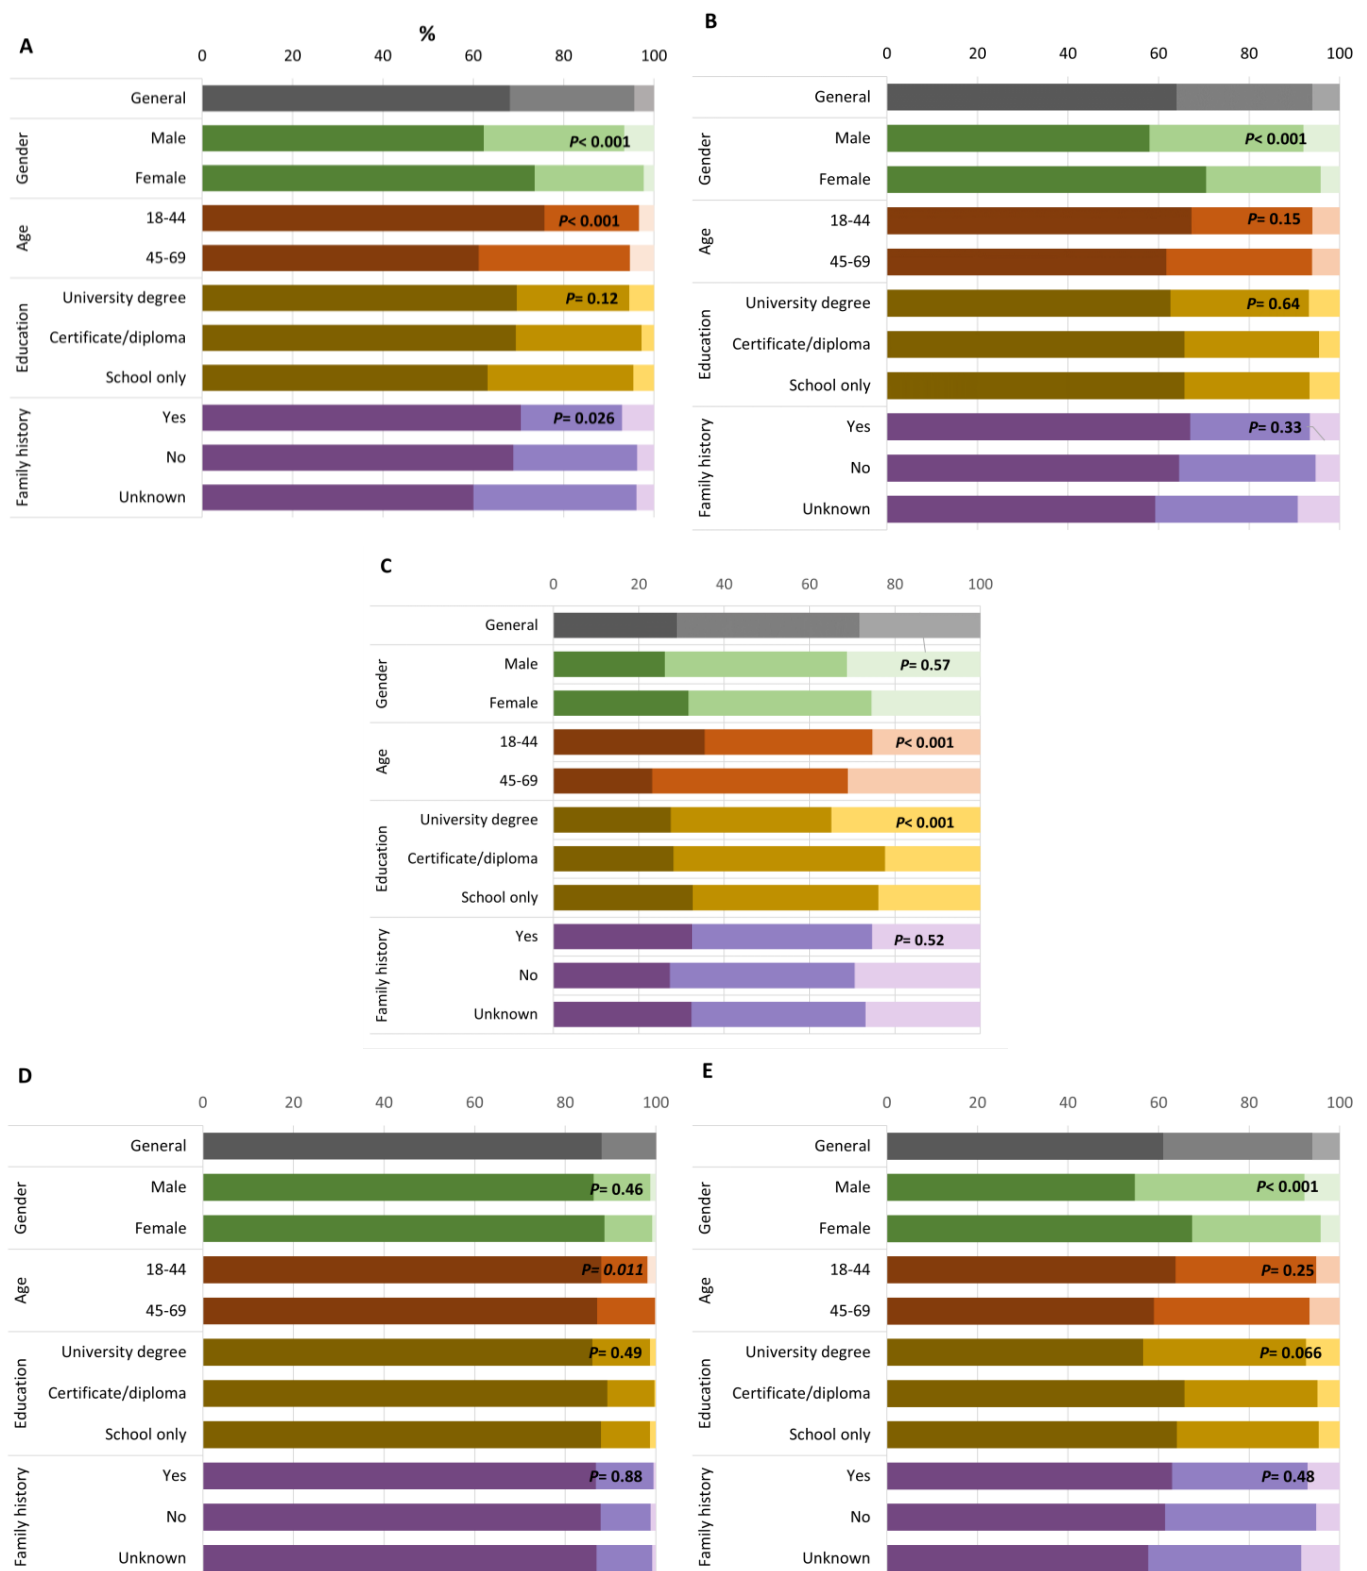 A
%
0 20 40 60 80 100
General
Gender
Male
P< 0.001
Female
Age
18-44
P< 0.001
45-69
Education
University degree
P= 0.12
Certificate/diploma
School only
Family history
Yes
P= 0.026
No
Unknown
B
0 20 40 60 80 100
General
Gender
Male
P< 0.001
Female
Age
18-44
P= 0.15
45-69
Education
University degree
P= 0.64
Certificate/diploma
School only
Family history
Yes
P= 0.33
No
Unknown
C
0 20 40 60 80 100
General
Gender
Male
P= 0.57
Female
Age
18-44
P< 0.001
45-69
Education
University degree
P< 0.001
Certificate/diploma
School only
Family history
Yes
P= 0.52
No
Unknown
D
0 20 40 60 80 100
General
Gender
Male
P= 0.46
Female
Age
18-44
P= 0.011
45-69
Education
University degree
P= 0.49
Certificate/diploma
School only
Family history
Yes
P= 0.88
No
Unknown
E
0 20 40 60 80 100
General
Gender
Male
P< 0.001
Female
Age
18-44
P= 0.25
45-69
Education
University degree
P= 0.066
Certificate/diploma
School only
Family history
Yes
P= 0.48
No
Unknown